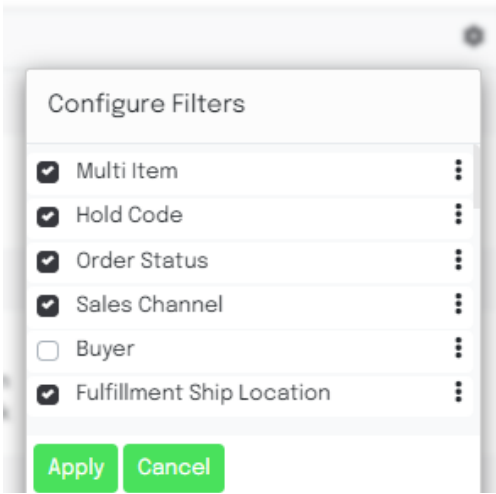 Configure Filters
Multi Item
Hold Code
Order Status
Sales Channel
Buyer
Fulfillment Ship Location
Apply Cancel